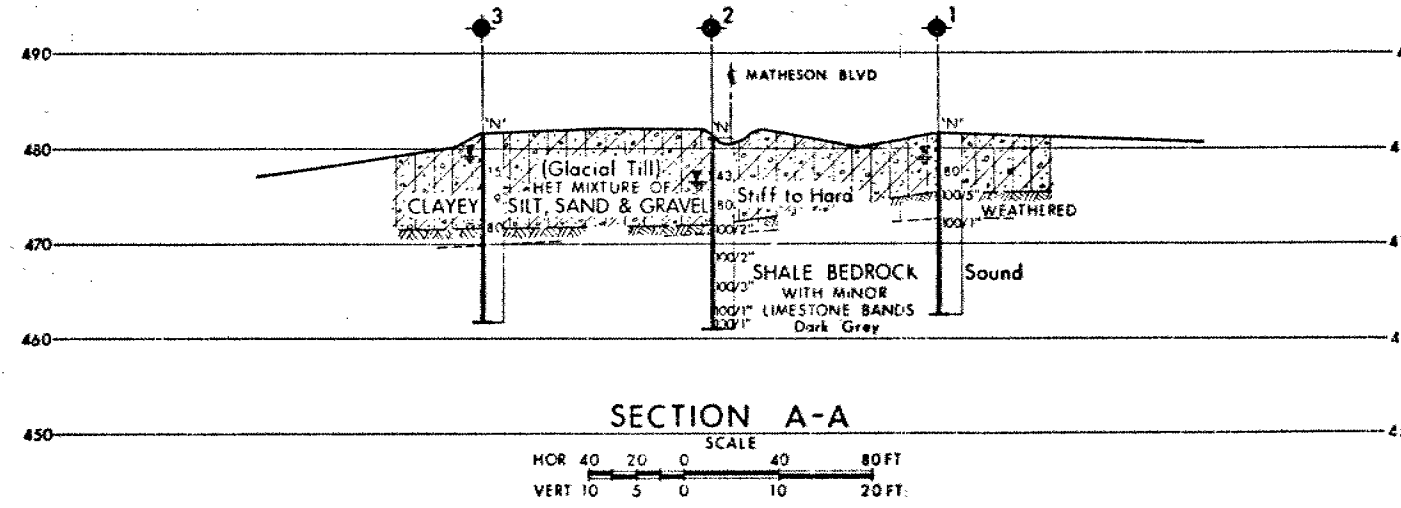 3 2 1
490
MATHESON BLVD
'N' 'N' 'N'
480
(Glacial Till)
15 43 80
HET MIXTURE OF
Stiff to Hard
CLAYEY SILT, SAND & GRAVEL
80 100/5"
WEATHERED
80 100/2" 100/1"
470
100/2"
SHALE BEDROCK Sound
WITH MINOR
100/3"
LIMESTONE BANDS
100/1"
Dark Grey
100/1"
460
SECTION A-A
450
SCALE
HOR 40 20 0 40 80 FT
VERT 10 5 0 10 20 FT.